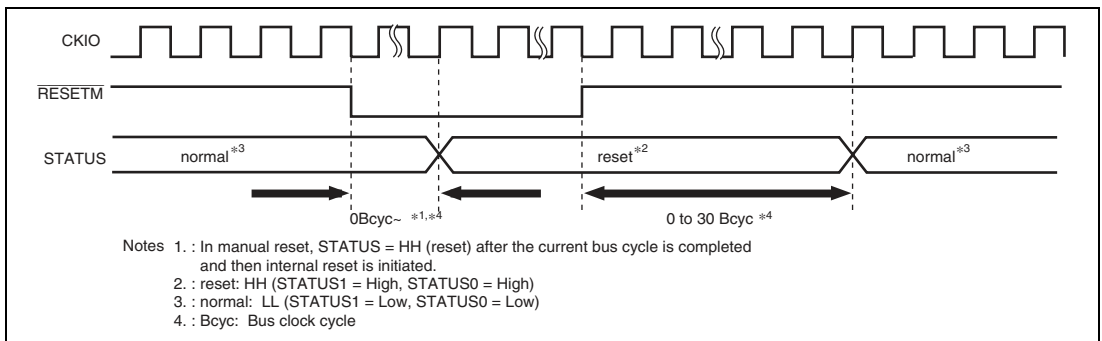 CKIO
RESETM
STATUS
normal*3
reset*2
normal*3
0Bcyc~ *1,*4
0 to 30 Bcyc *4
Notes 1. : In manual reset, STATUS = HH (reset) after the current bus cycle is completed
and then internal reset is initiated.
2. : reset: HH (STATUS1 = High, STATUS0 = High)
3. : normal: LL (STATUS1 = Low, STATUS0 = Low)
4. : Bcyc: Bus clock cycle